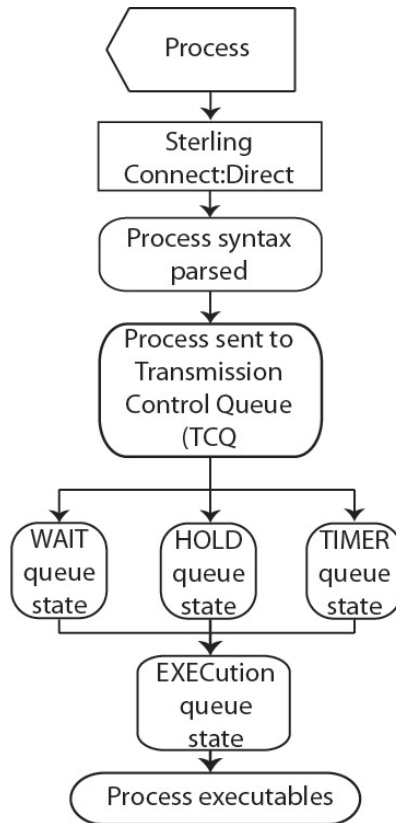 Process
Sterling
Connect:Direct
Process syntax
parsed
Process sent to
Transmission
Control Queue
(TCQ
WAIT
queue
state
HOLD
queue
state
TIMER
queue
state
EXECution
queue
state
Process executables